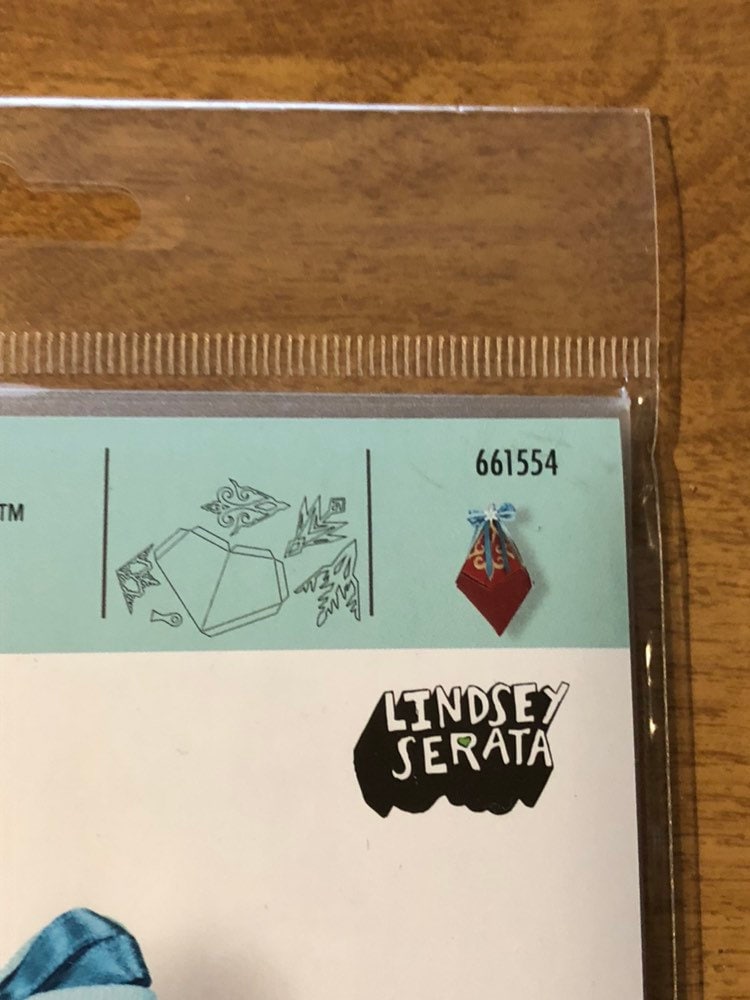 TM
661554
LINDSEY
SERATA